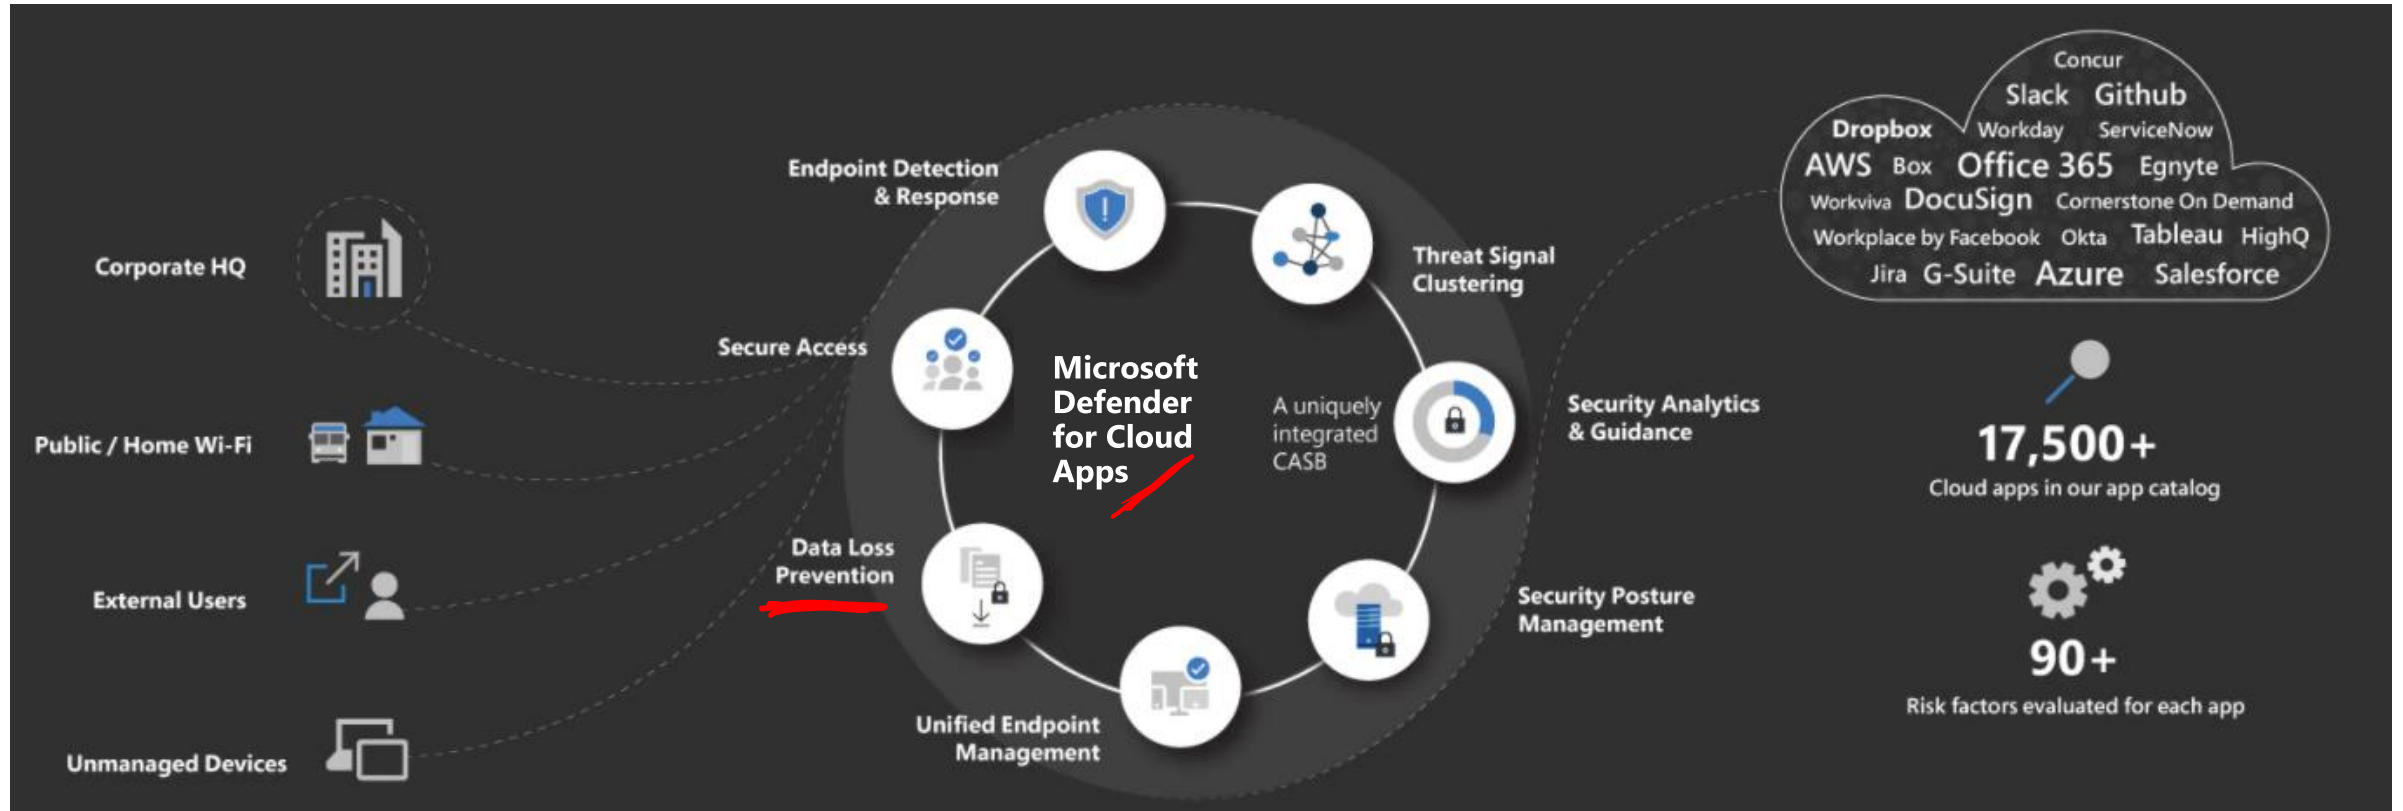 Corporate HQ
Public / Home Wi-Fi
External Users
Unmanaged Devices
Endpoint Detection
& Response
Secure Access
Data Loss
Prevention
Unified Endpoint
Management
Microsoft
Defender
for Cloud
Apps
A uniquely
integrated
CASB
Threat Signal
Clustering
Security Analytics
& Guidance
Security Posture
Management
Concur
Slack Github
Dropbox Workday ServiceNow
AWS Box Office 365 Egnyte
Workviva DocuSign Cornerstone On Demand
Workplace by Facebook Okta Tableau HighQ
Jira G-Suite Azure Salesforce
17,500+
Cloud apps in our app catalog
90+
Risk factors evaluated for each app